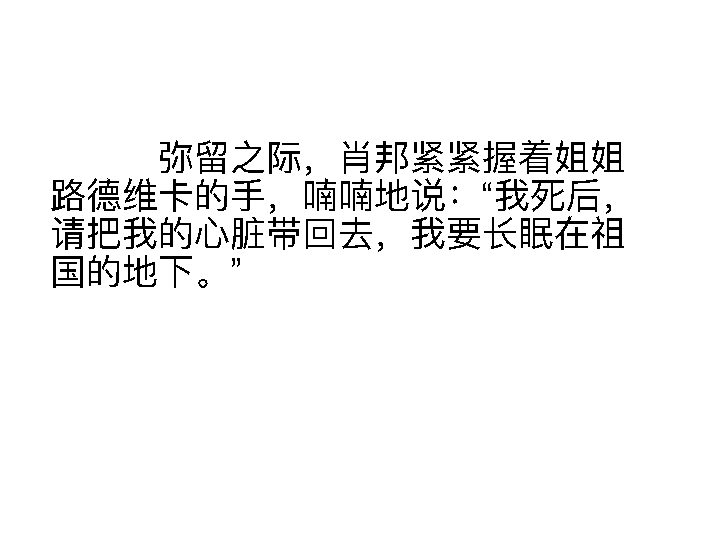 弥留之际，肖邦紧紧握着姐姐
路德维卡的手，喃喃地说：“我死后，
请把我的心脏带回去，我要长眠在祖
国的地下。”